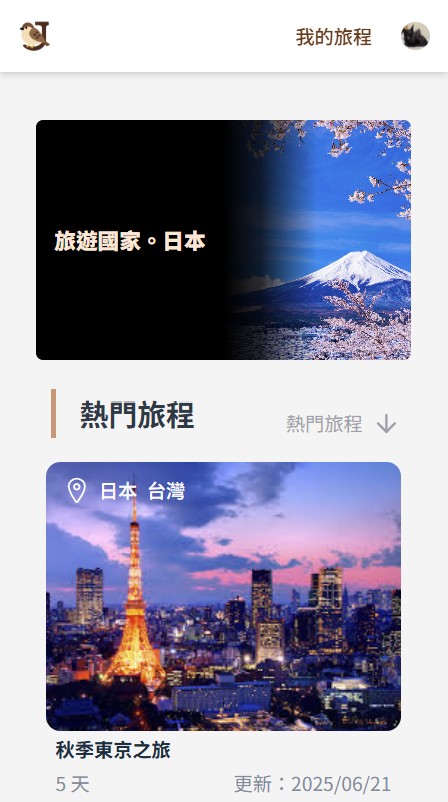 我的旅程
旅遊國家。日本
熱門旅程
熱門旅程
日本 台灣
秋季東京之旅
5 天 更新：2025/06/21